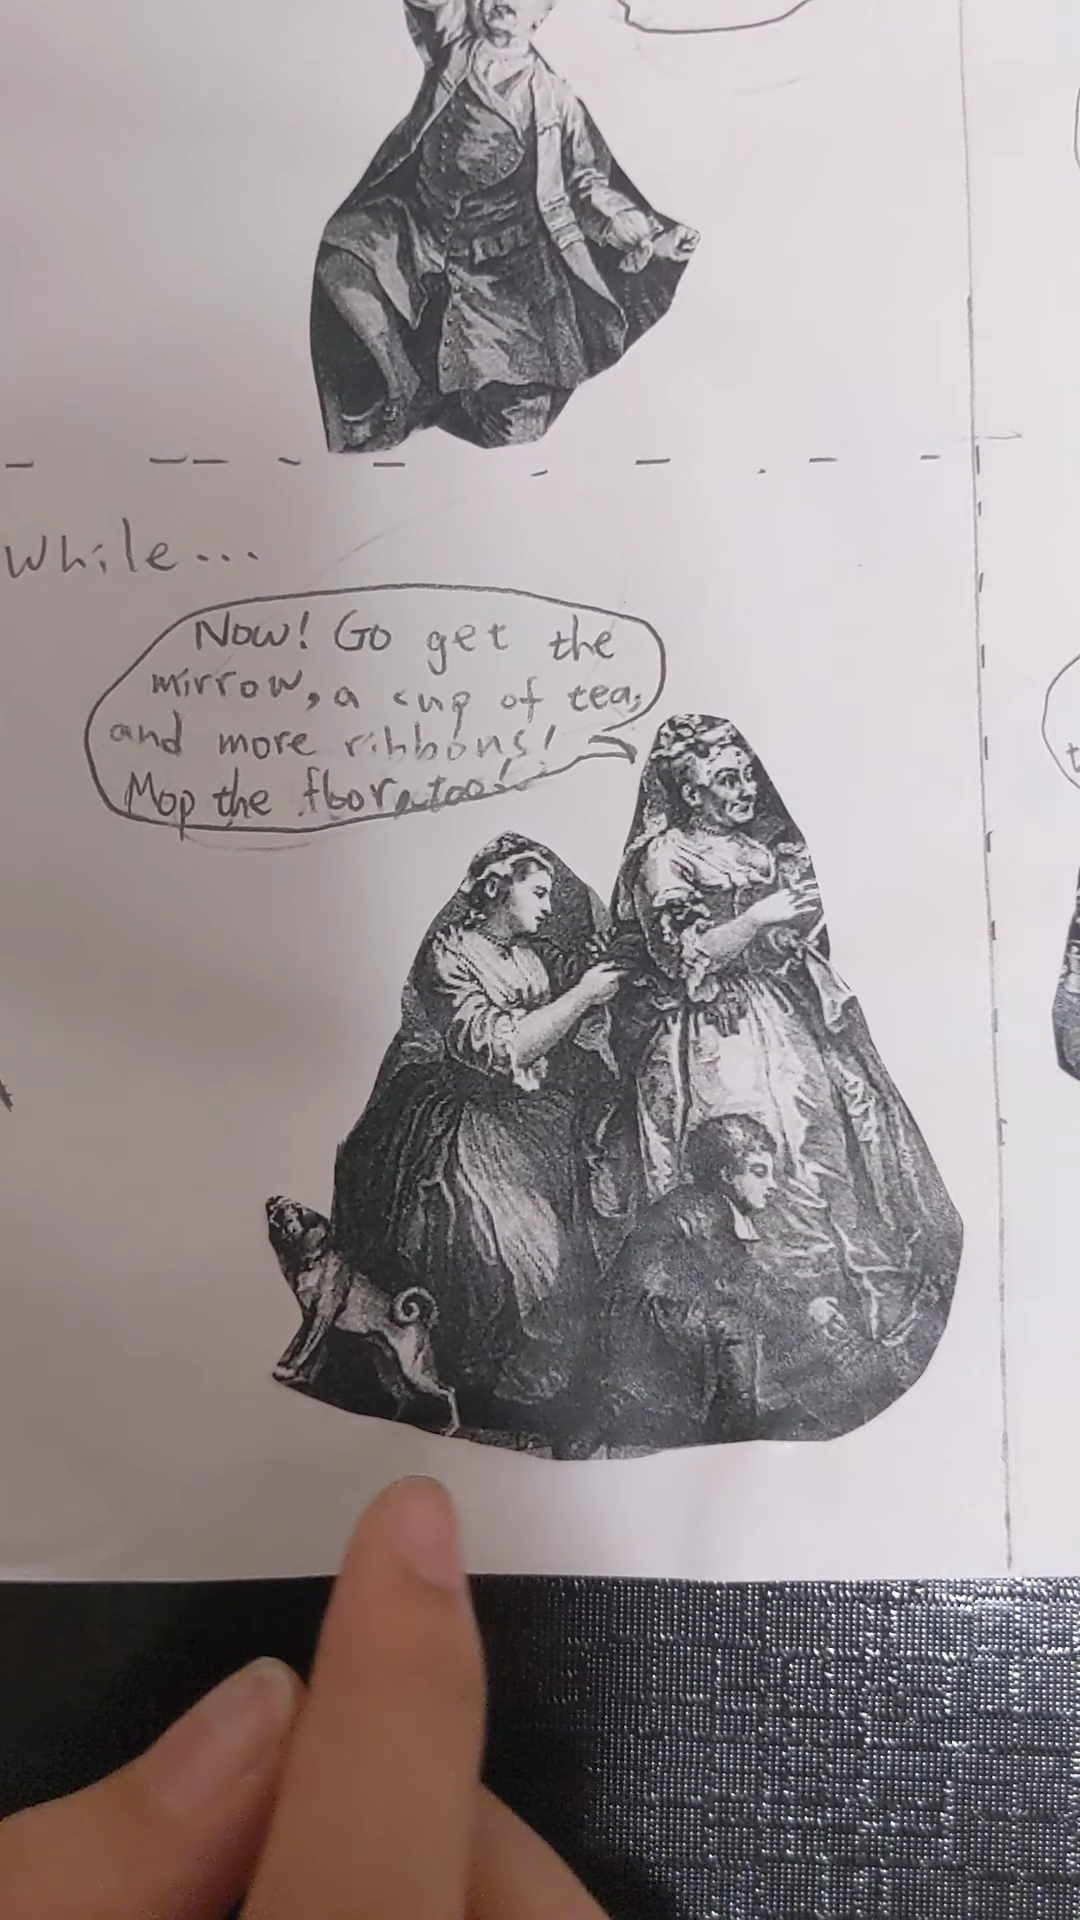 while...
Now! Go get the
mirrow, a cup of tea,
and more ribbons!
Mop the floor, too!